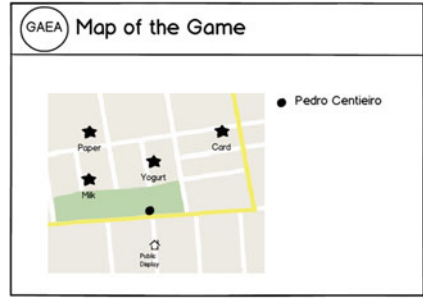 GAEA Map of the Game
Pedro Centieiro
Paper
Card
Yogurt
Milk
Public
Display